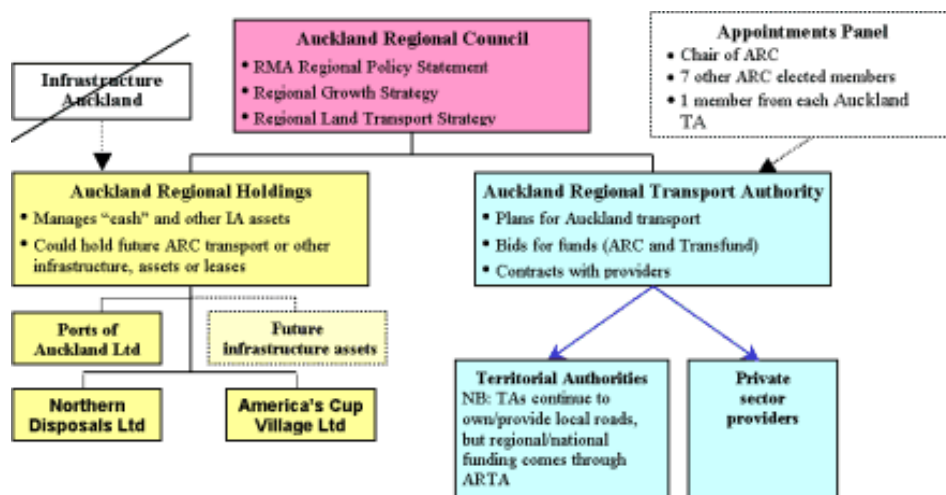 Auckland Regional Council
• RMA Regional Policy Statement
• Regional Growth Strategy
• Regional Land Transport Strategy
Appointments Panel
• Chair of ARC
• 7 other ARC elected members
• 1 member from each Auckland
TA
Infrastructure
Auckland
Auckland Regional Holdings
• Manages “cash” and other IA assets
• Could hold future ARC transport or other
infrastructure, assets or leases
Auckland Regional Transport Authority
• Plans for Auckland transport
• Bids for funds (ARC and Transfund)
• Contracts with providers
Ports of
Auckland Ltd
Future
infrastructure assets
Northern
Disposals Ltd
America’s Cup
Village Ltd
Territorial Authorities
NB: TAs continue to
own/provide local roads,
but regional/national
funding comes through
ARTA
Private
sector
providers